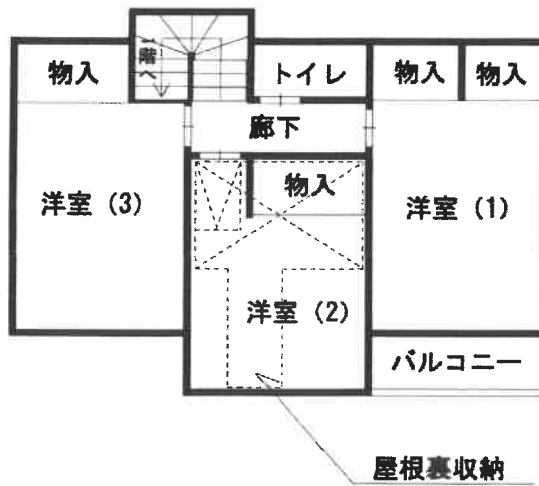 1階へ
物入
トイレ
物入
物入
廊下
洋室 (3)
物入
洋室 (1)
洋室 (2)
バルコニー
屋根裏収納